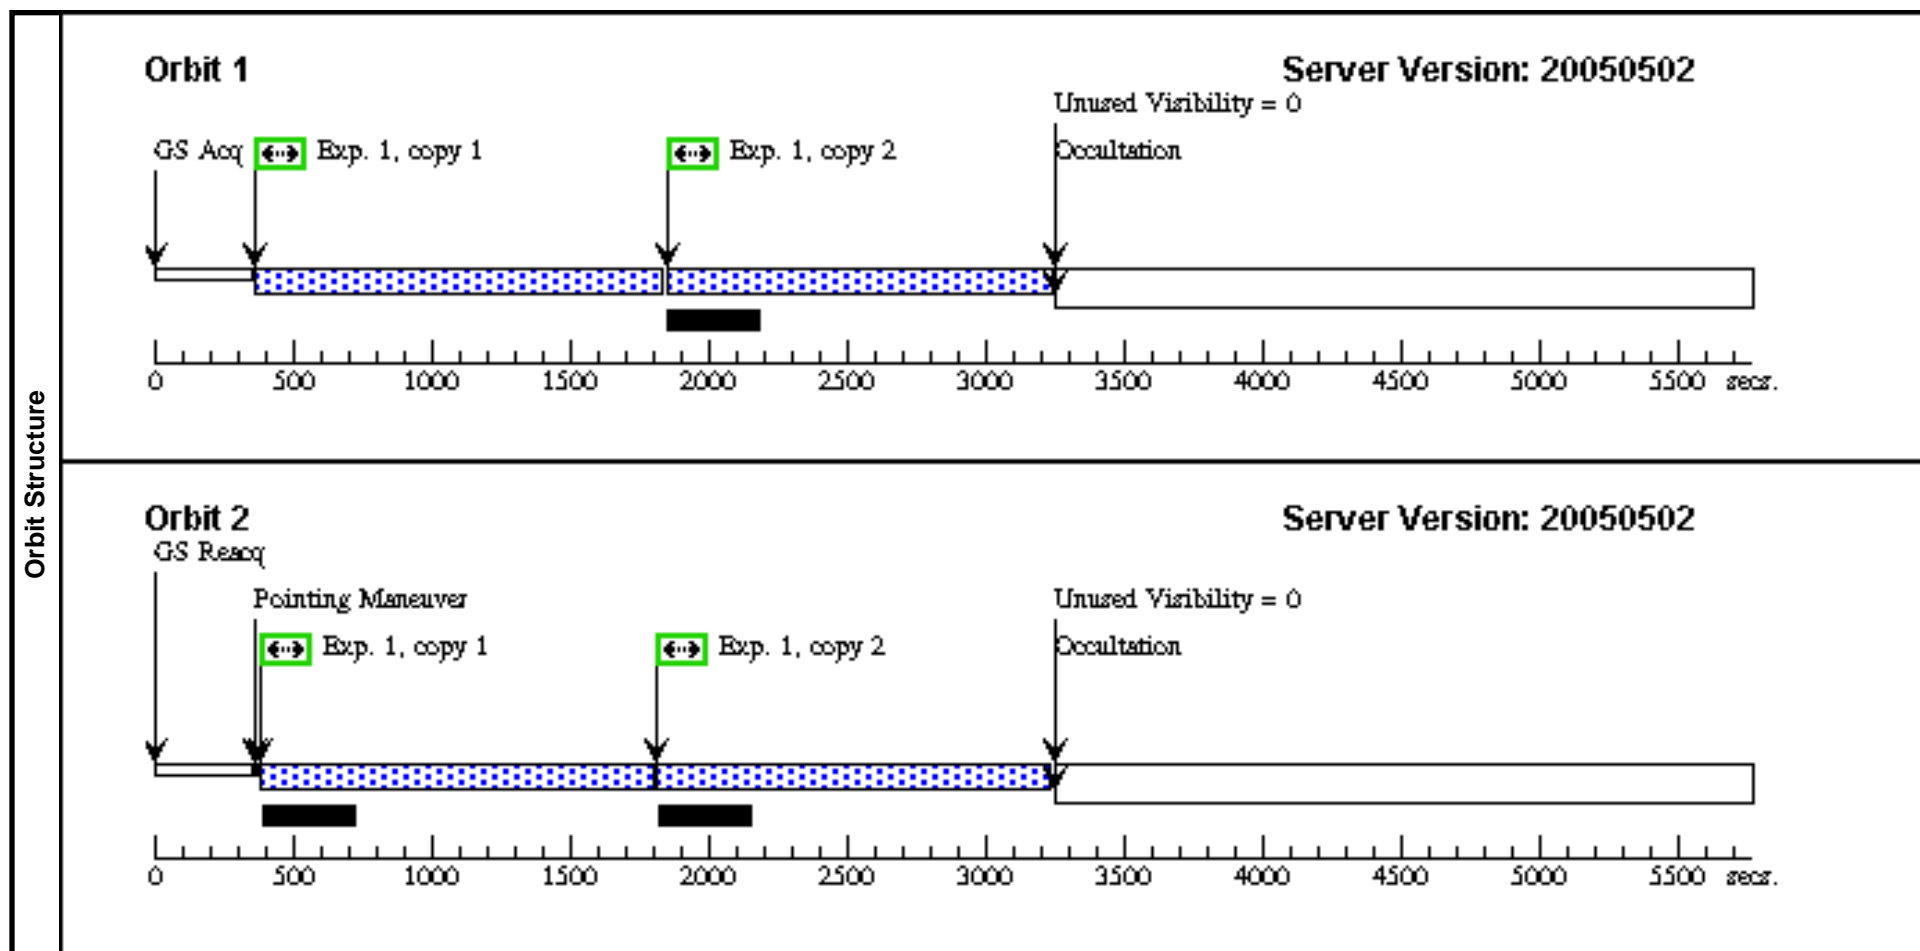 Orbit Structure
Orbit 1
Server Version: 20050502
Unused Visibility = 0
GS Acq
Exp. 1, copy 1
Exp. 1, copy 2
Occultation
0 500 1000 1500 2000 2500 3000 3500 4000 4500 5000 5500 secs.
Orbit 2
Server Version: 20050502
GS Reacq
Pointing Maneuver
Unused Visibility = 0
Exp. 1, copy 1
Exp. 1, copy 2
Occultation
0 500 1000 1500 2000 2500 3000 3500 4000 4500 5000 5500 secs.